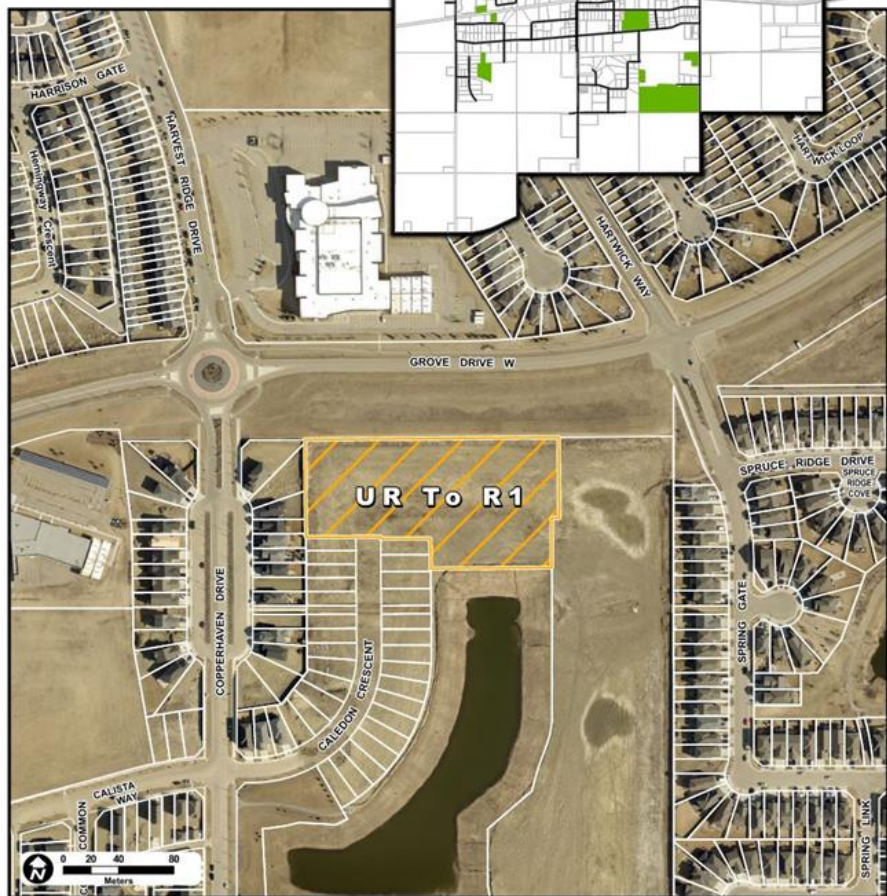 HARRISON GATE
Hemingway Crescent
HARVEST RIDGE DRIVE
HARTWICK LOOP
HARTWICK WAY
GROVE DRIVE W
UR To R1
SPRUCE RIDGE DRIVE
SPRUCE
RIDGE
COVE
COPPERHAVEN DRIVE
SPRING GATE
CALEDON CRESCENT
CALISTA
WAY
COMMON
SPRING LINK
N
0 20 40 80
Meters